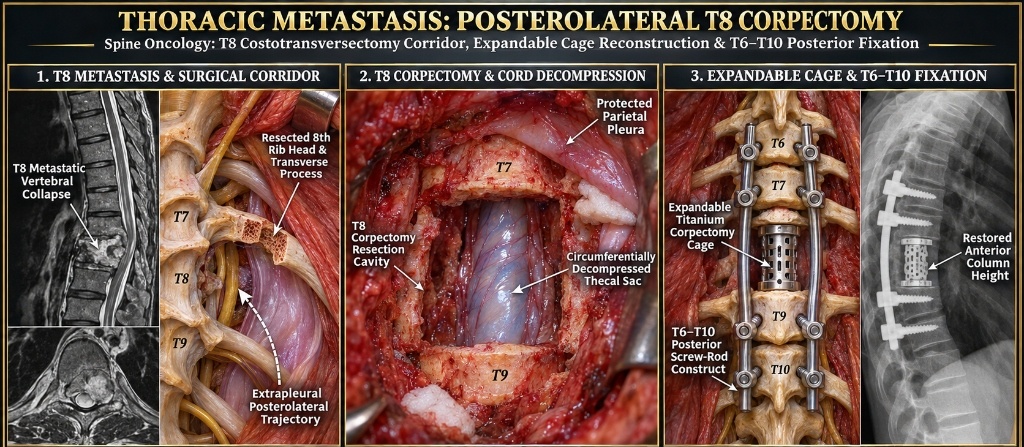 THORACIC METASTASIS: POSTEROLATERAL T8 CORPECTOMY
Spine Oncology: T8 Costotransversectomy Corridor, Expandable Cage Reconstruction & T6–T10 Posterior Fixation
1. T8 METASTASIS & SURGICAL CORRIDOR
T8 Metastatic
Vertebral
Collapse
Resected 8th
Rib Head &
Transverse
Process
T7
T8
T9
Extrapleural
Posterolateral
Trajectory
2. T8 CORPECTOMY & CORD DECOMPRESSION
Protected
Parietal
Pleura
T7
T8
Corpectomy
Resection
Cavity
Circumferentially
Decompressed
Thecal Sac
T9
3. EXPANDABLE CAGE & T6–T10 FIXATION
T6
T7
Expandable
Titanium
Corpectomy
Cage
T9
T6–T10
Posterior
Screw-Rod
Construct
T10
Restored
Anterior
Column
Height